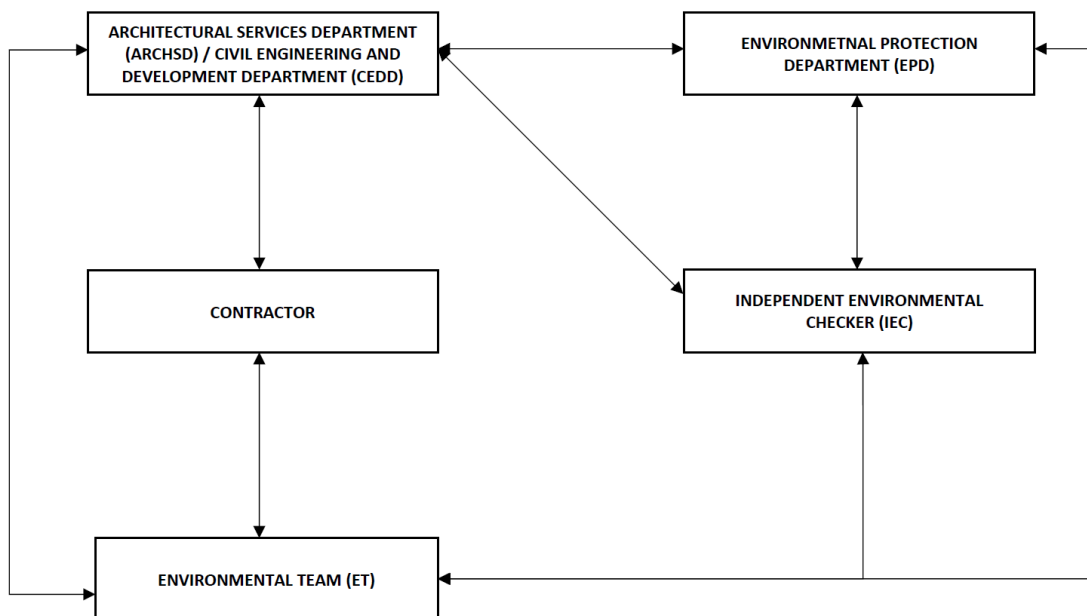 ARCHITECTURAL SERVICES DEPARTMENT
(ARCHSD) / CIVIL ENGINEERING AND
DEVELOPMENT DEPARTMENT (CEDD)
ENVIRONMETNAL PROTECTION
DEPARTMENT (EPD)
CONTRACTOR
INDEPENDENT ENVIRONMENTAL
CHECKER (IEC)
ENVIRONMENTAL TEAM (ET)